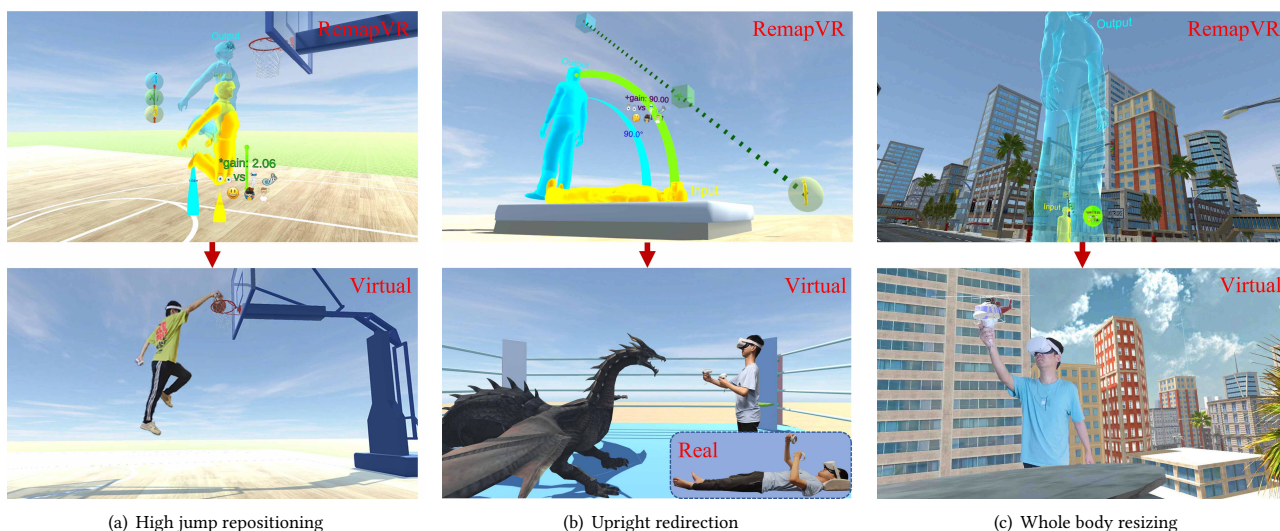 RemapVR
Output
*gain: 2.06
vs
Virtual
(a) High jump repositioning
RemapVR
Output
+gain: 90.00
vs
90.0°
Input
Virtual
Real
(b) Upright redirection
RemapVR
Output
Input
Virtual
(c) Whole body resizing